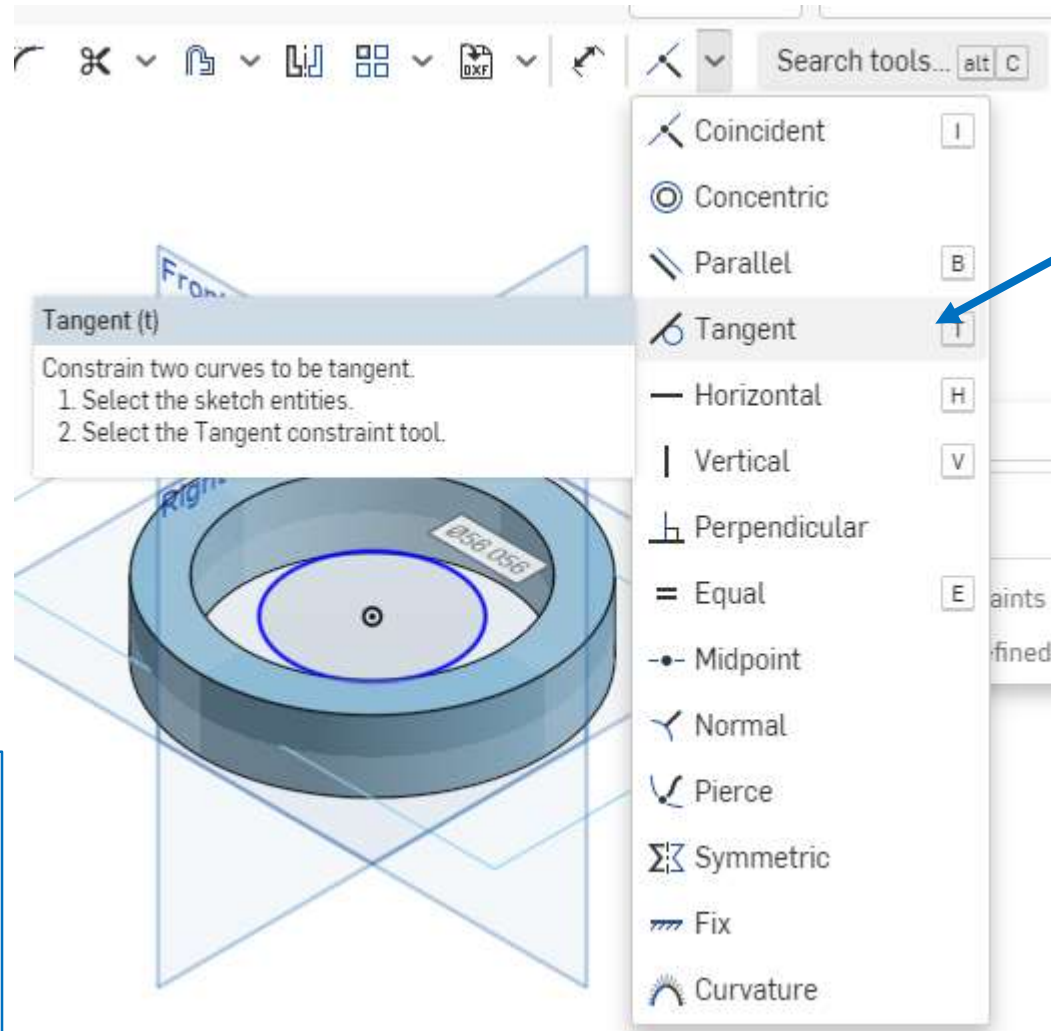 DXF
Search tools... alt C
Coincident I
Concentric
Parallel B
Front
Tangent (t)
Constrain two curves to be tangent.
1. Select the sketch entities.
2. Select the Tangent constraint tool.
Tangent T
Horizontal H
Vertical V
Right
Perpendicular
Equal E
aints
Midpoint
fined
Normal
Pierce
Symmetric
Fix
Curvature